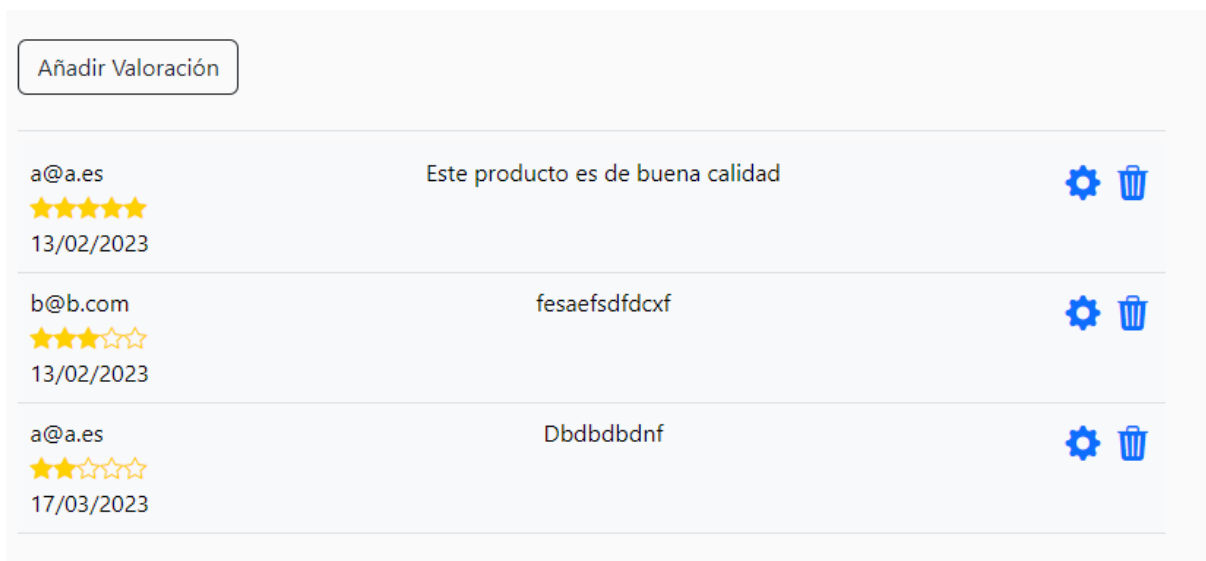 Añadir Valoración
a@a.es
Este producto es de buena calidad
13/02/2023
b@b.com
fesaefsdfdcxf
13/02/2023
a@a.es
Dbdbdbdnf
17/03/2023